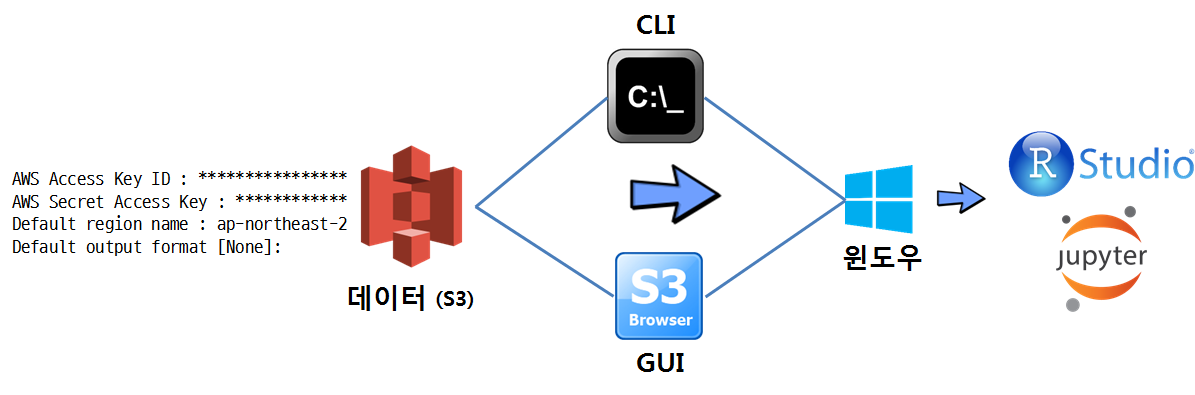 CLI
C:\_
AWS Access Key ID : ****************
AWS Secret Access Key : ************
Default region name : ap-northeast-2
Default output format [None]:
데이터 (S3)
S3
Browser
GUI
윈도우
R Studio®
jupyter